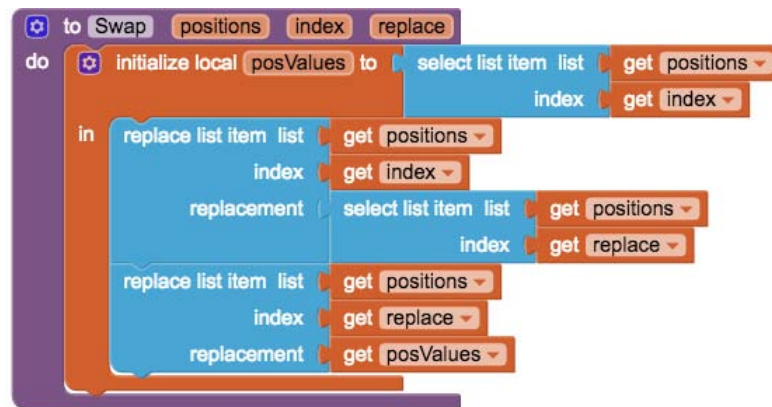 to Swap positions index replace
do initialize local posValues to select list item list get positions
index get index
in replace list item list get positions
index get index
replacement select list item list get positions
index get replace
replace list item list get positions
index get replace
replacement get posValues